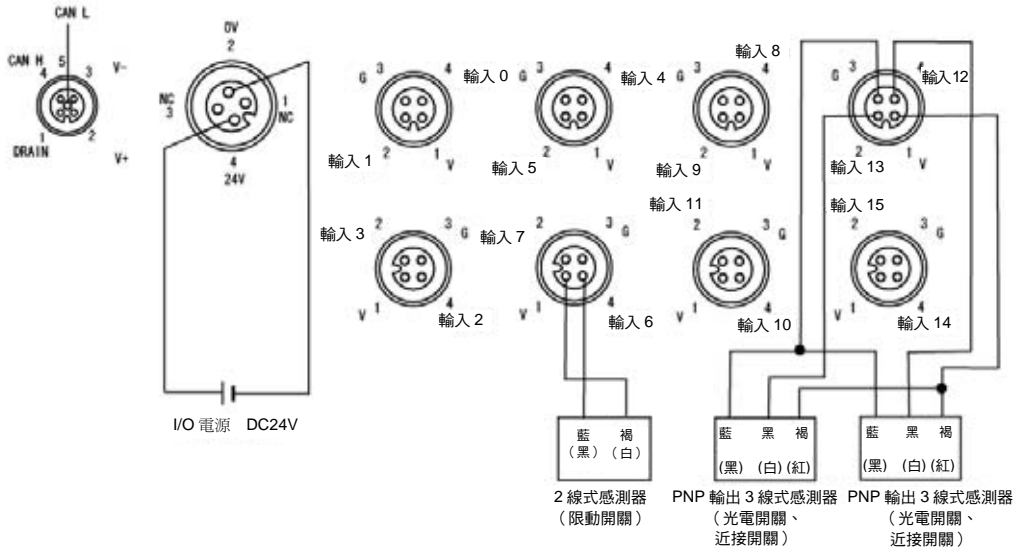 CAN L
CAN H
5
4
3
V-
1
2
DRAIN
V+
0V
2
NC
3
1
NC
4
24V
G 3
4
輸入 0
輸入 1
2
1
V
G 3
4
輸入 4
輸入 5
2
1
V
輸入 8
G 3
4
輸入 9
2
1
V
G 3
4
輸入 12
2
1
V
輸入 13
輸入 3
2
3
G
V
1
4
輸入 2
輸入 7
2
3
G
V
1
4
輸入 6
輸入 11
2
3
G
V
1
4
輸入 10
輸入 15
2
3
G
V
1
4
輸入 14
I/O 電源 DC24V
藍 褐
(黑) (白)
2 線式感測器
(限動開關)
藍 黑 褐
(黑) (白) (紅)
PNP 輸出 3 線式感測器
(光電開關、
近接開關)
藍 黑 褐
(黑) (白) (紅)
PNP 輸出 3 線式感測器
(光電開關、
近接開關)